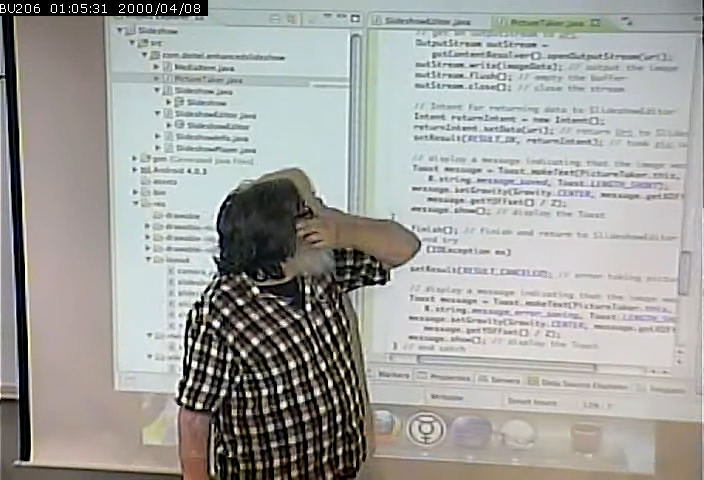 BU206 01:05:31 2000/04/08
SlideshowEditor.java
PictureTaker.java
Slideshow
src
com.deitel.enhancedslideshow
MediaItem.java
PictureTaker.java
Slideshow.java
Slideshow
SlideshowEditor.java
SlideshowEditor
SlideshowInfo.java
SlideshowPlayer.java
gen [Generated Java Files]
Android 4.0.3
assets
bin
res
OutputStream outStream =
getContentResolver().openOutputStream(uri);
outStream.write(imageData); // output the image
outStream.flush(); // empty the buffer
outStream.close(); // close the stream
// Intent for returning data to SlideshowEditor
Intent returnIntent = new Intent();
returnIntent.setData(uri); // return Uri to Slides
setResult(RESULT_OK, returnIntent); // took pic
// display a message indicating that the image was
Toast message = Toast.makeText(PictureTaker.this,
R.string.message_saved, Toast.LENGTH_SHORT);
message.setGravity(Gravity.CENTER, message.getXOff
message.getYOffset() / 2);
message.show(); // display the Toast
finish(); // finish and return to SlideshowEditor
end try
(IOException ex)
setResult(RESULT_CANCELED); // error taking pictu
// display a message indicating that the image was
Toast message = Toast.makeText(PictureTaker.this,
R.string.message_error_saving, Toast.LENGTH
message.setGravity(Gravity.CENTER, message.getXOff
message.getYOffset() / 2);
message.show(); // display the Toast
} // end catch
Markers Properties Servers Data Source Explorer
Writable Smart Insert